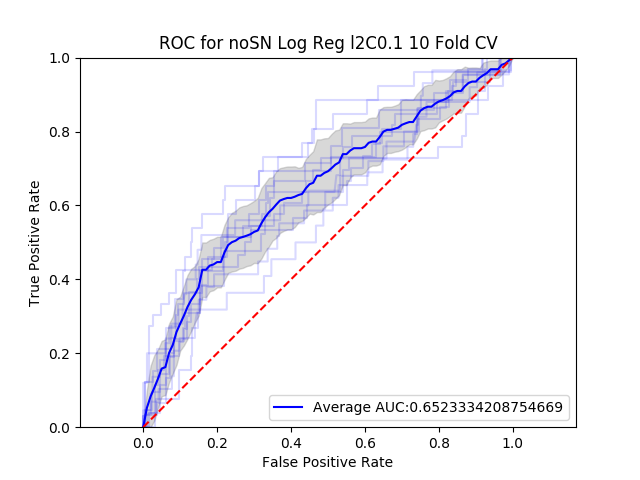 ROC for noSN Log Reg l2C0.1 10 Fold CV
True Positive Rate
1.0
0.8
0.6
0.4
0.2
0.0
Average AUC:0.6523334208754669
0.0 0.2 0.4 0.6 0.8 1.0
False Positive Rate